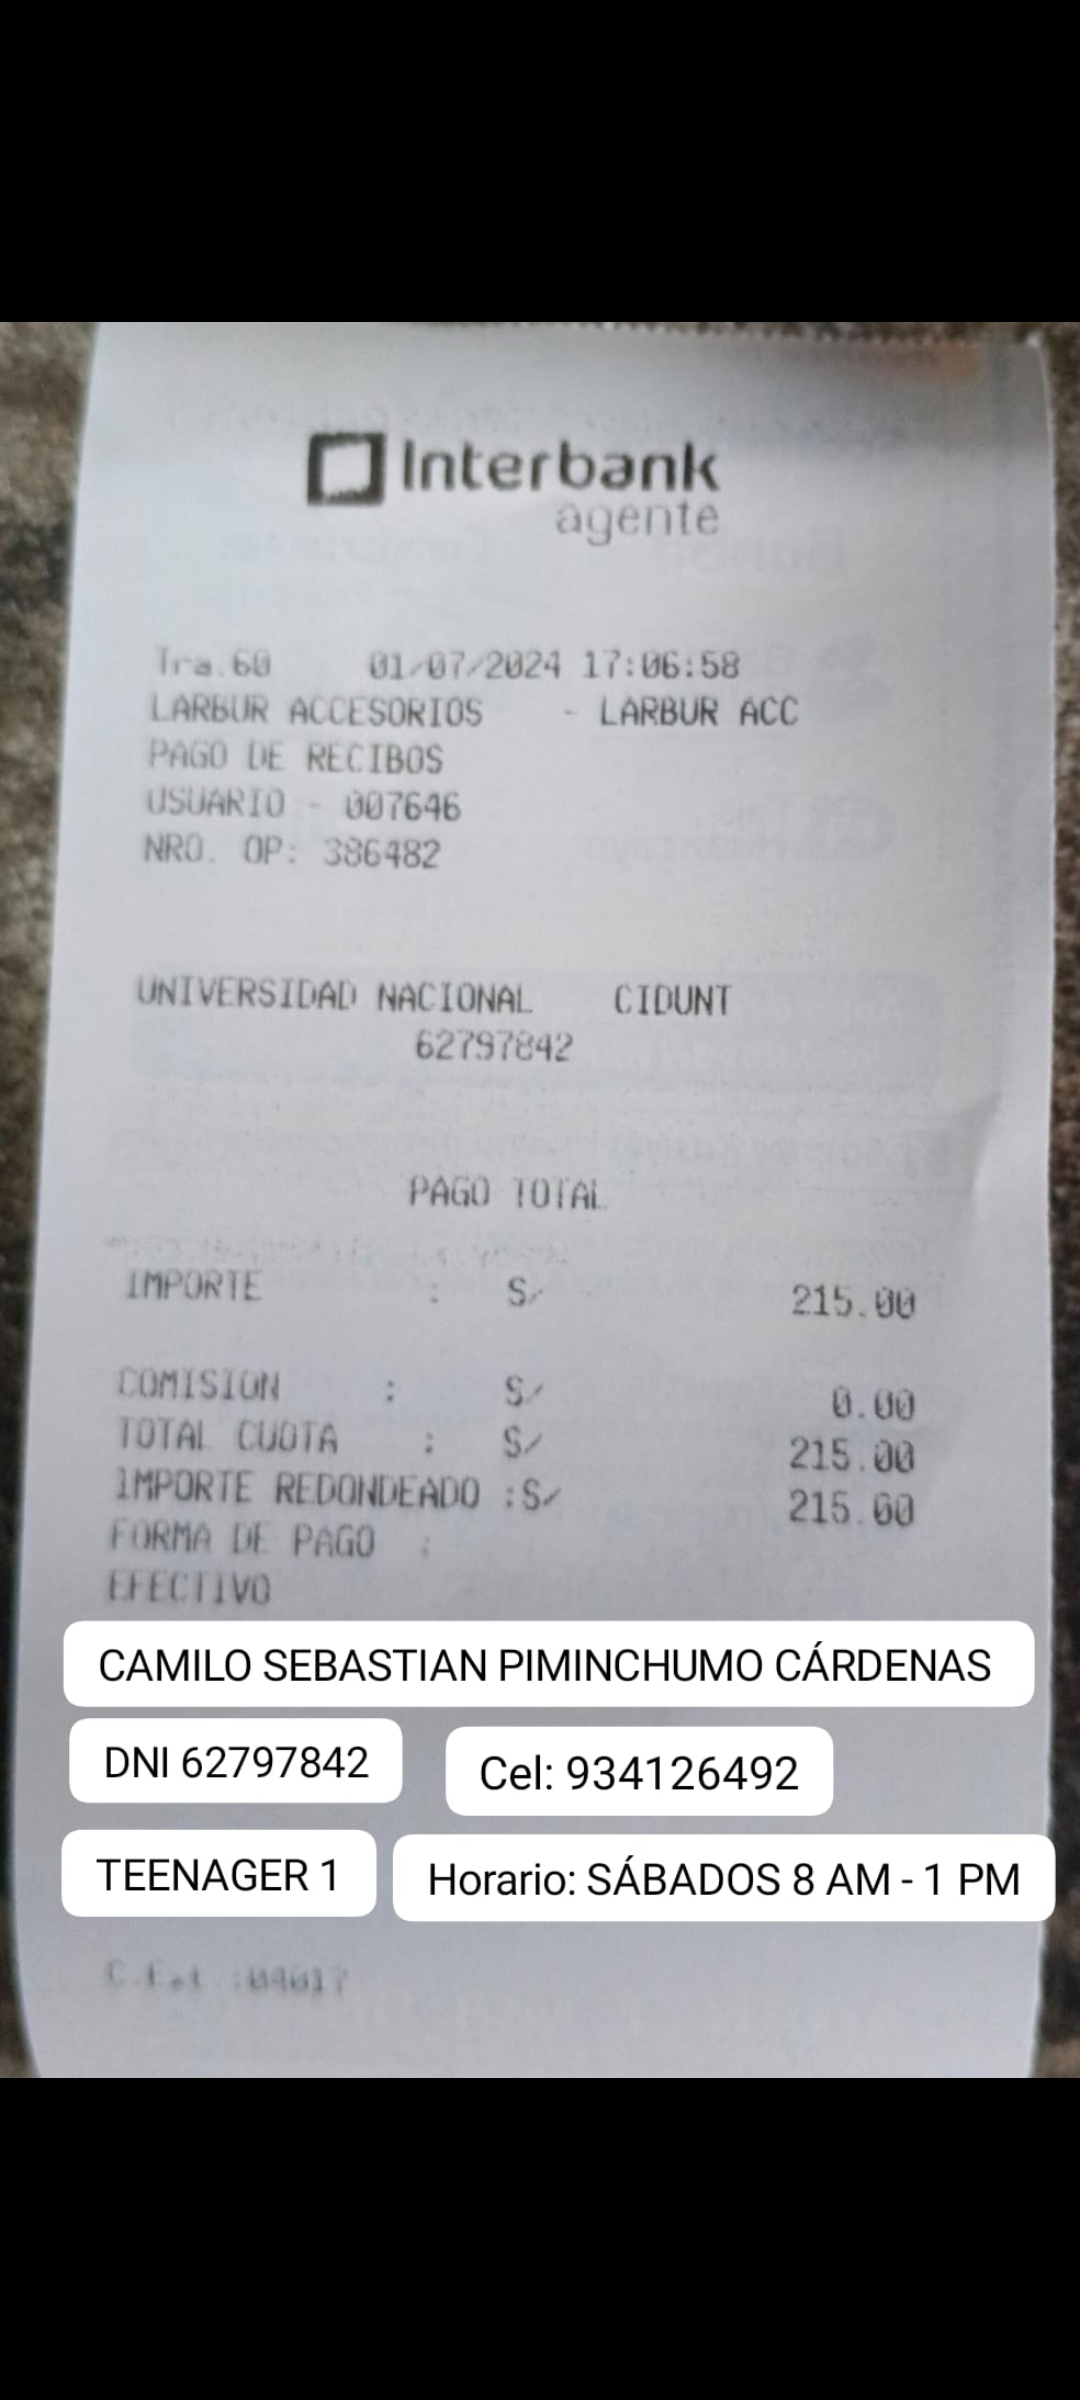 Interbank
agente
Tra.60 01/07/2024 17:06:58
LARBUR ACCESORIOS - LARBUR ACC
PAGO DE RECIBOS
USUARIO - 007646
NRO. OP: 386482
UNIVERSIDAD NACIONAL CIDUNT
62797842
PAGO TOTAL
IMPORTE : S/ 215.00
COMISION : S/ 0.00
TOTAL CUOTA : S/ 215.00
IMPORTE REDONDEADO :S/ 215.00
FORMA DE PAGO :
EFECTIVO
CAMILO SEBASTIAN PIMINCHUMO CÁRDENAS
DNI 62797842 Cel: 934126492
TEENAGER 1 Horario: SÁBADOS 8 AM - 1 PM